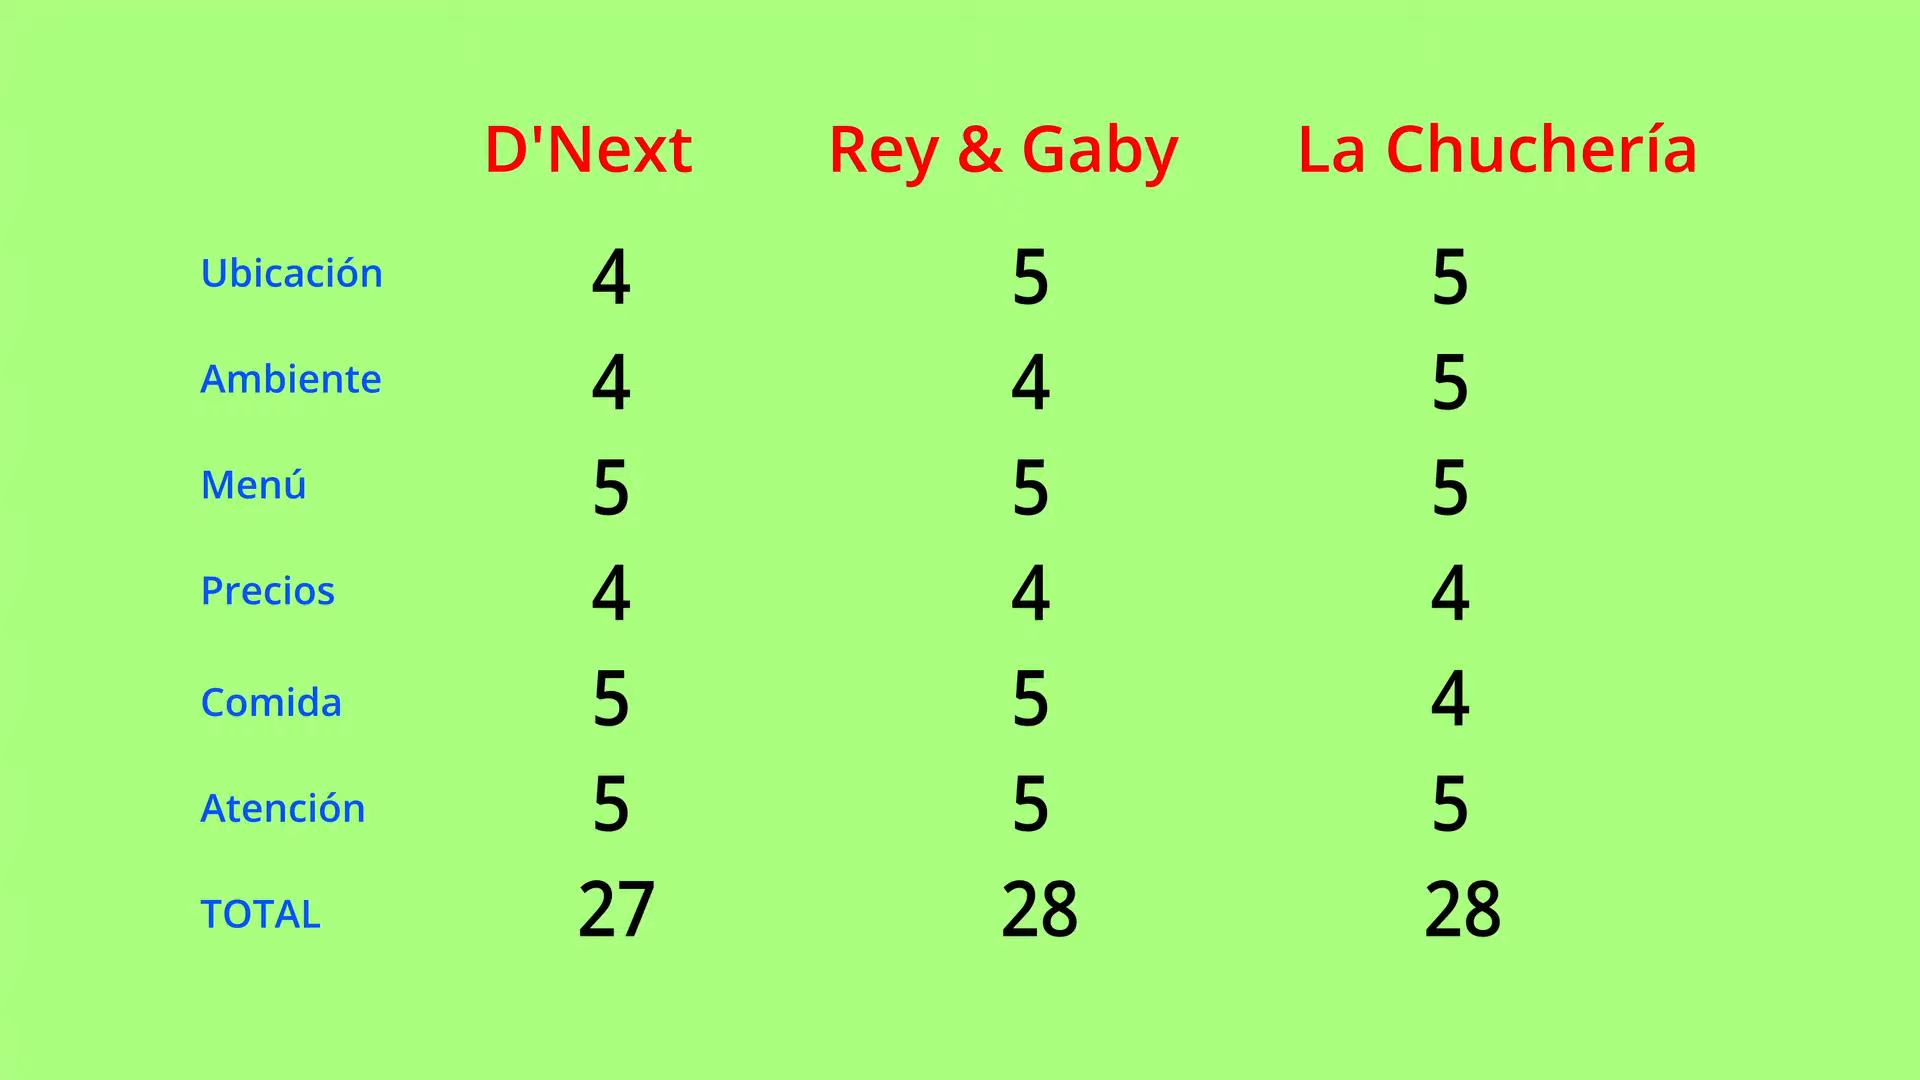 D'Next Rey & Gaby La Chuchería
Ubicación 4 5 5
Ambiente 4 4 5
Menú 5 5 5
Precios 4 4 4
Comida 5 5 4
Atención 5 5 5
TOTAL 27 28 28